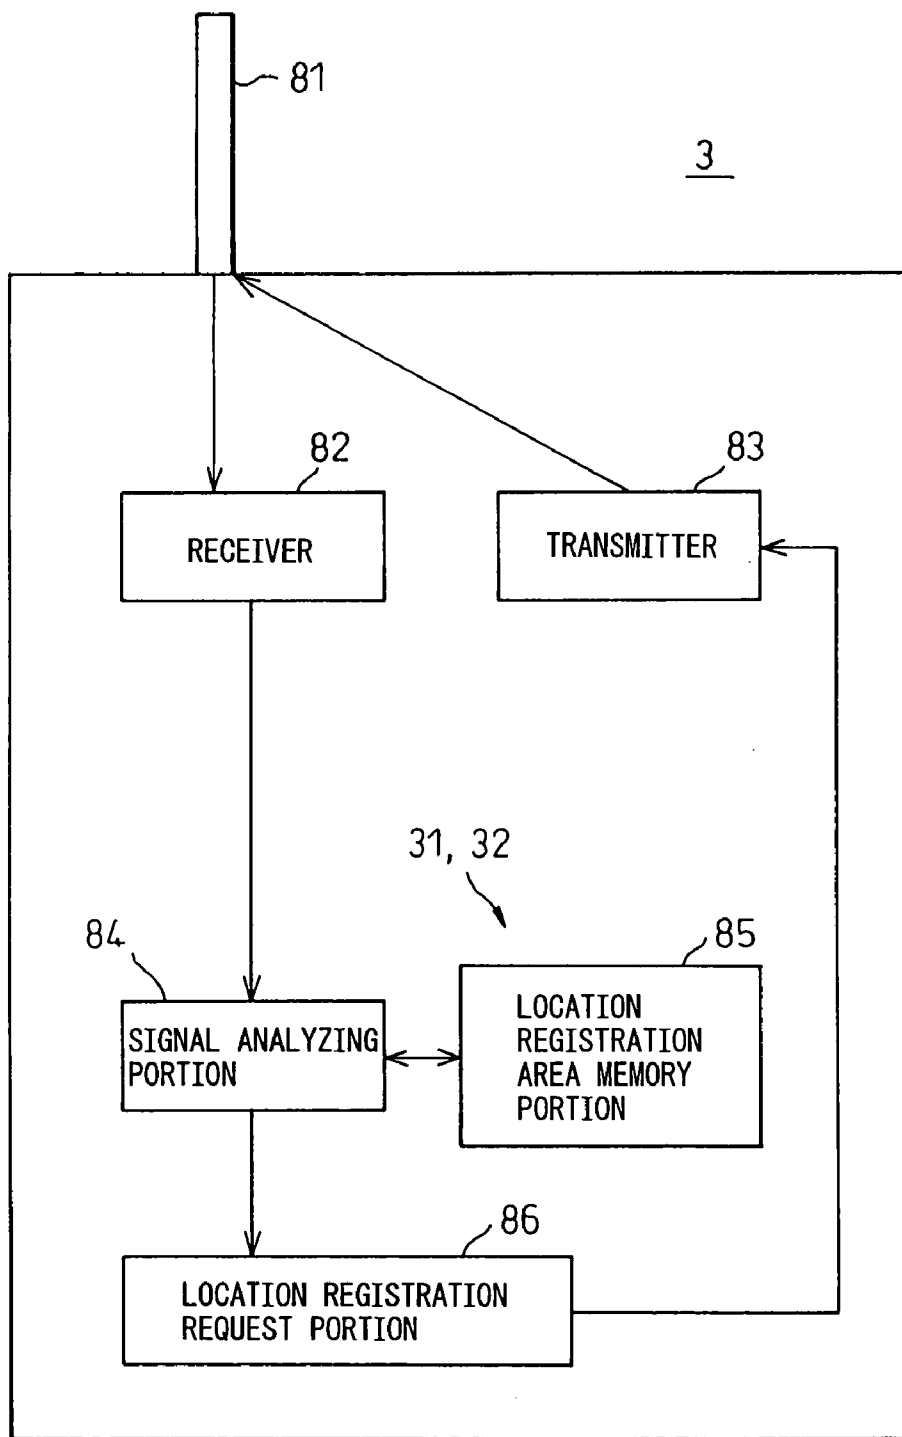 81
3
82
83
RECEIVER
TRANSMITTER
31, 32
84
85
SIGNAL ANALYZING
PORTION
LOCATION
REGISTRATION
AREA MEMORY
PORTION
86
LOCATION REGISTRATION
REQUEST PORTION